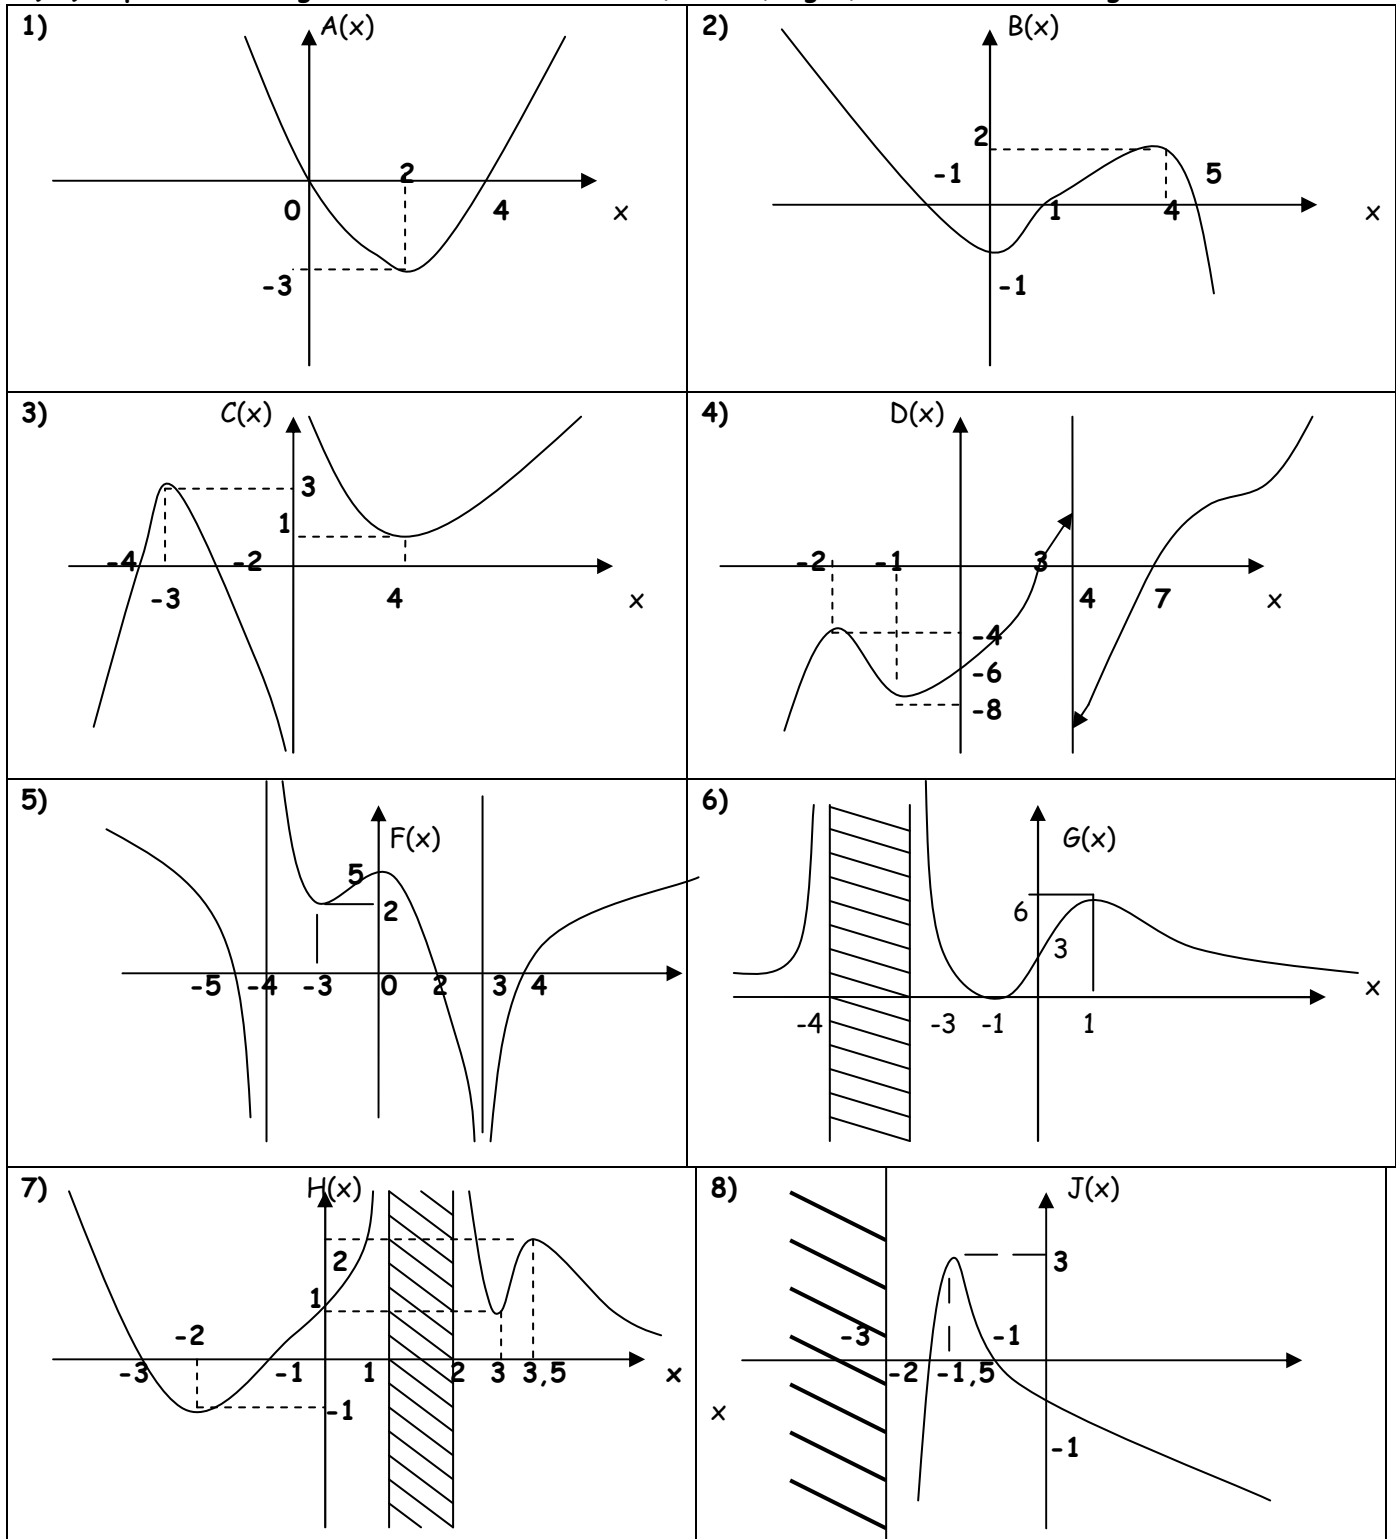 1) A(x)
2
0 4 x
-3
2) B(x)
2
-1 5
1 4 x
-1
3) C(x)
3
1
-4 -2
-3 4 x
4) D(x)
-2 -1 3
4 7 x
-4
-6
-8
5)
F(x)
5
2
-5 -4 -3 0 2 3 4
6)
G(x)
6
3
x
-4 -3 -1 1
7) H(x)
2
1
-2
-3 -1 1 2 3 3,5 x
-1
8) J(x)
3
-3 -1
-2 -1,5
x
-1